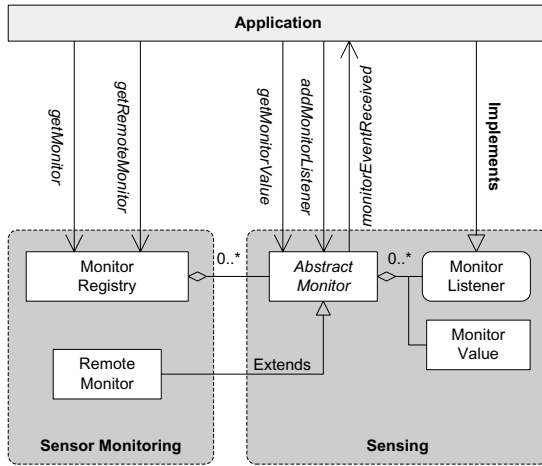 Application
getMonitor
getRemoteMonitor
getMonitorValue
addMonitorListener
monitorEventReceived
Implements
Monitor
Registry
0..*
Abstract
Monitor
0..*
Monitor
Listener
Monitor
Value
Remote
Monitor
Extends
Sensor Monitoring
Sensing